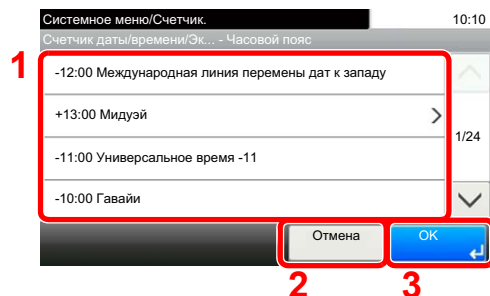 Системное меню/Счетчик.
10:10
Счетчик даты/времени/Эк... - Часовой пояс
1
-12:00 Международная линия перемены дат к западу
+13:00 Мидуэй
1/24
-11:00 Универсальное время -11
-10:00 Гавайи
Отмена
OK
2
3